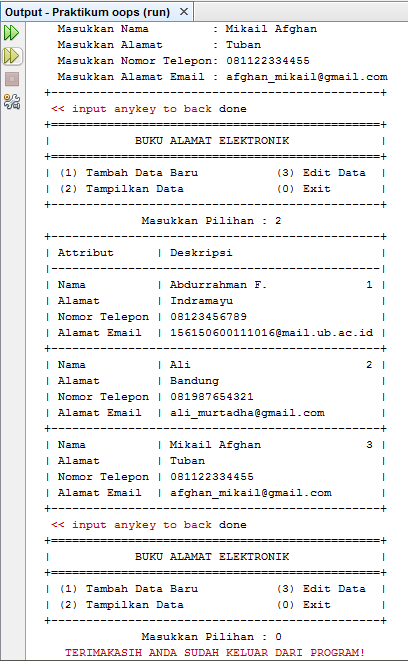 Output - Praktikum oops (run) ×
Masukkan Nama : Mikail Afghan
Masukkan Alamat : Tuban
Masukkan Nomor Telepon: 081122334455
Masukkan Alamat Email : afghan_mikail@gmail.com
+-------------------------------------------------+
<< input anykey to back done
+=================================================+
| BUKU ALAMAT ELEKTRONIK |
+=================================================+
| (1) Tambah Data Baru (3) Edit Data |
| (2) Tampilkan Data (0) Exit |
+-------------------------------------------------+
Masukkan Pilihan : 2
+-------------------------------------------------+
| Attribut | Deskripsi |
|-------------------------------------------------|
| Nama | Abdurrahman F. 1 |
| Alamat | Indramayu |
| Nomor Telepon | 08123456789 |
| Alamat Email | 156150600111016@mail.ub.ac.id |
+-------------------------------------------------+
| Nama | Ali 2 |
| Alamat | Bandung |
| Nomor Telepon | 081987654321 |
| Alamat Email | ali_murtadha@gmail.com |
+-------------------------------------------------+
| Nama | Mikail Afghan 3 |
| Alamat | Tuban |
| Nomor Telepon | 081122334455 |
| Alamat Email | afghan_mikail@gmail.com |
+-------------------------------------------------+
<< input anykey to back done
+=================================================+
| BUKU ALAMAT ELEKTRONIK |
+=================================================+
| (1) Tambah Data Baru (3) Edit Data |
| (2) Tampilkan Data (0) Exit |
+-------------------------------------------------+
Masukkan Pilihan : 0
TERIMAKASIH ANDA SUDAH KELUAR DARI PROGRAM!